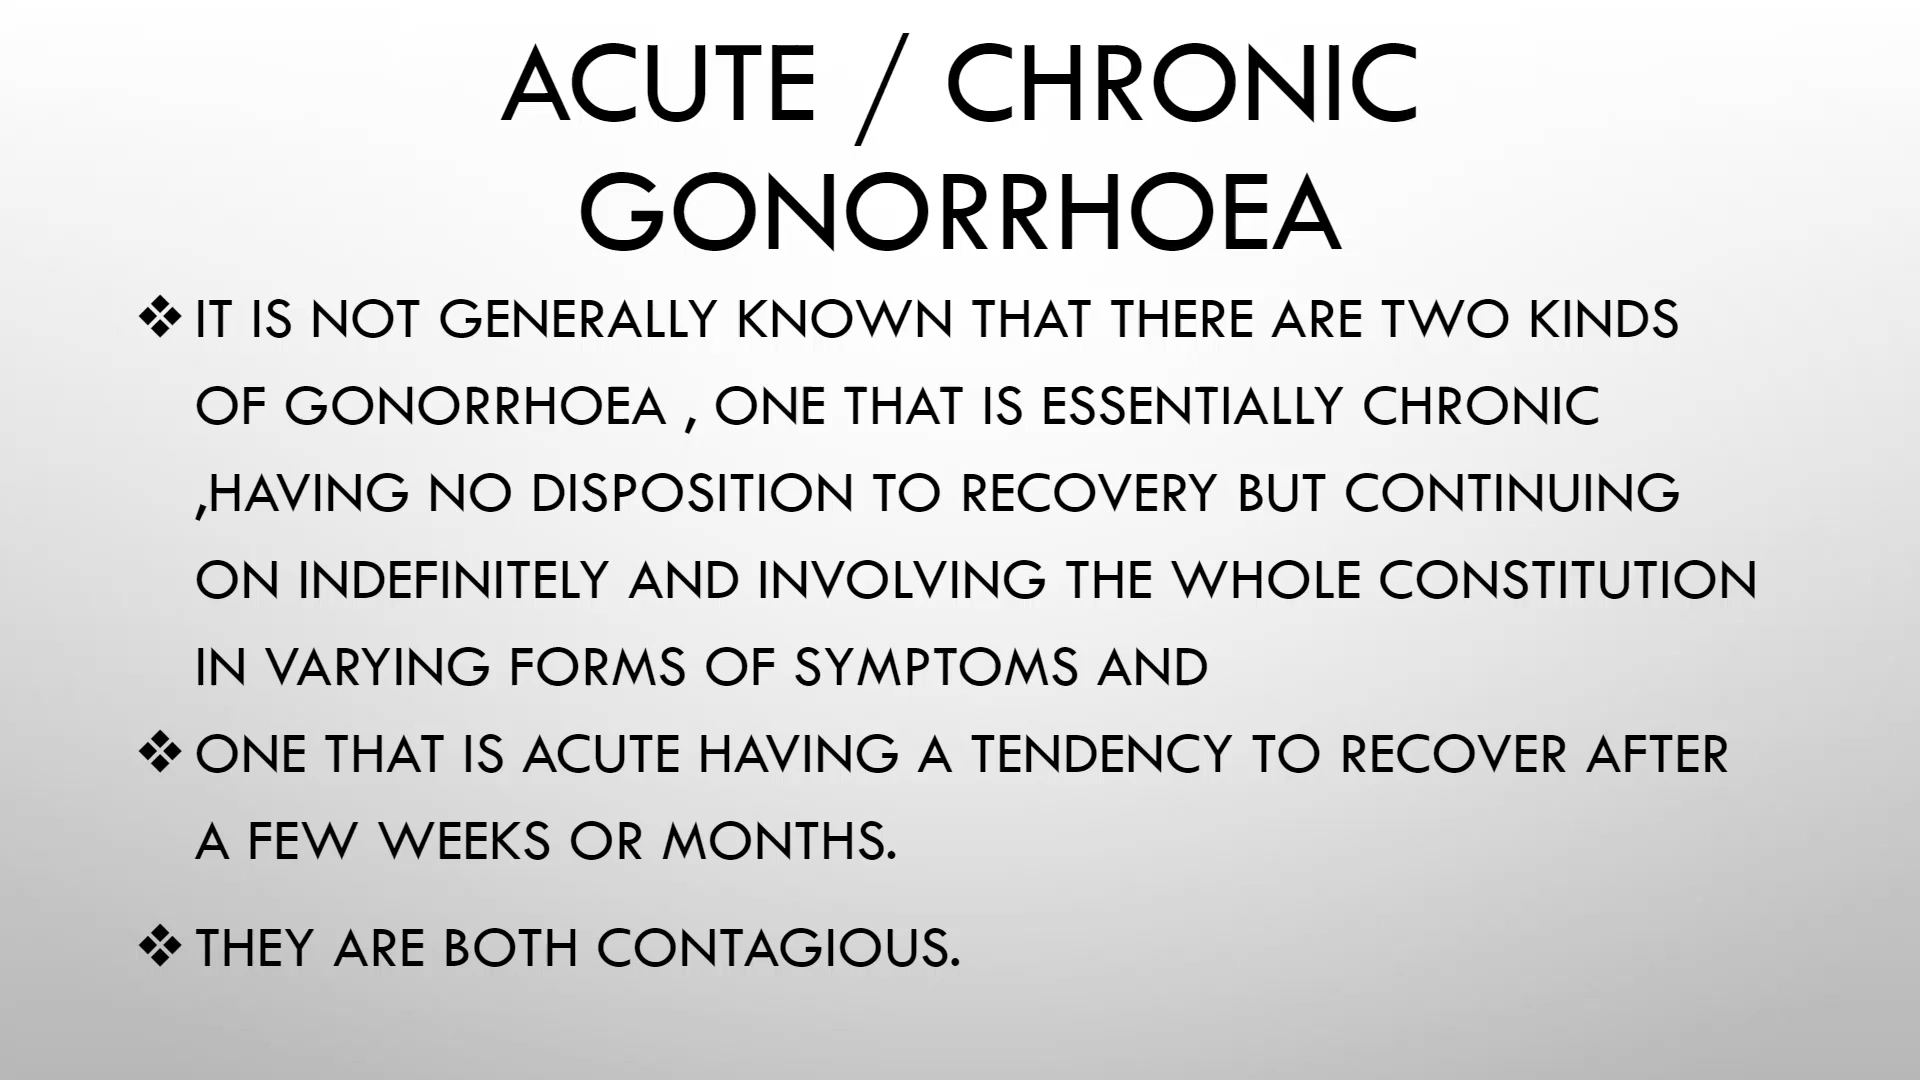 ACUTE / CHRONIC
GONORRHOEA
❖ IT IS NOT GENERALLY KNOWN THAT THERE ARE TWO KINDS
OF GONORRHOEA , ONE THAT IS ESSENTIALLY CHRONIC
,HAVING NO DISPOSITION TO RECOVERY BUT CONTINUING
ON INDEFINITELY AND INVOLVING THE WHOLE CONSTITUTION
IN VARYING FORMS OF SYMPTOMS AND
❖ ONE THAT IS ACUTE HAVING A TENDENCY TO RECOVER AFTER
A FEW WEEKS OR MONTHS.
❖ THEY ARE BOTH CONTAGIOUS.